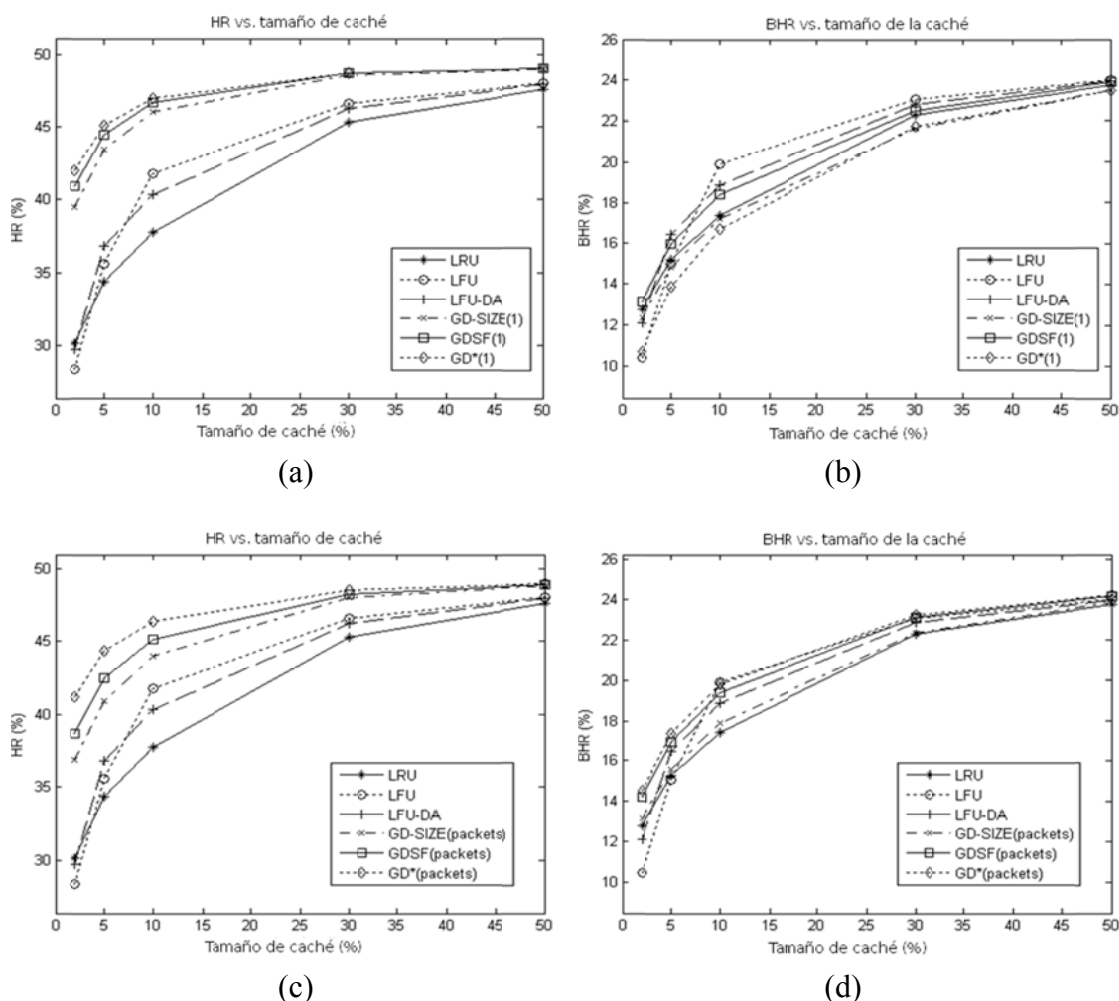 HR vs. tamaño de caché
50
45
40
35
30
HR (%)
0 5 10 15 20 25 30 35 40 45 50
Tamaño de caché (%)
LRU
LFU
LFU-DA
GD-SIZE(1)
GDSF(1)
GD*(1)
(a)
BHR vs. tamaño de la caché
26
24
22
20
18
16
14
12
10
BHR (%)
0 5 10 15 20 25 30 35 40 45 50
Tamaño de caché (%)
LRU
LFU
LFU-DA
GD-SIZE(1)
GDSF(1)
GD*(1)
(b)
HR vs. tamaño de caché
50
45
40
35
30
HR (%)
0 5 10 15 20 25 30 35 40 45 50
Tamaño de caché (%)
LRU
LFU
LFU-DA
GD-SIZE(packets)
GDSF(packets)
GD*(packets)
(c)
BHR vs. tamaño de la caché
26
24
22
20
18
16
14
12
10
BHR (%)
0 5 10 15 20 25 30 35 40 45 50
Tamaño de caché (%)
LRU
LFU
LFU-DA
GD-SIZE(packets)
GDSF(packets)
GD*(packets)
(d)